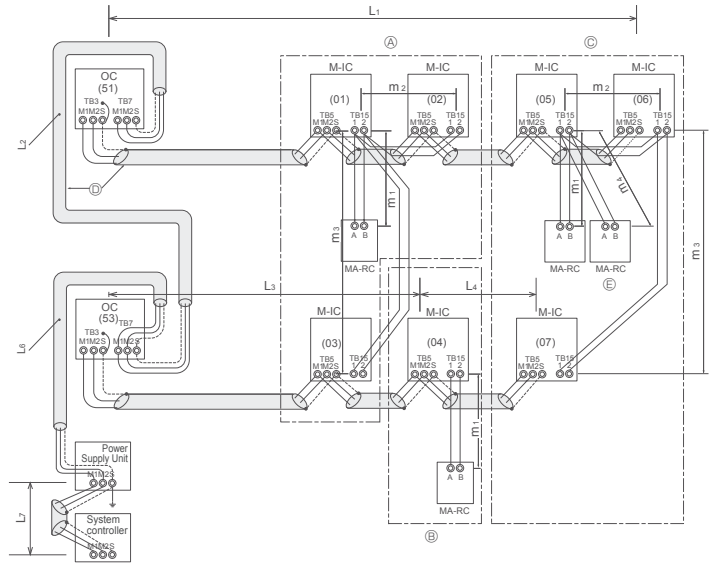 L1
Ⓐ
Ⓒ
OC
(51)
TB3
TB7
M1M2S
M1M2S
M-IC
(01)
TB5
M1M2S
TB15
1 2
m2
M-IC
(02)
TB5
M1M2S
TB15
1 2
M-IC
(05)
TB5
M1M2S
TB15
1 2
m2
M-IC
(06)
TB5
M1M2S
TB15
1 2
L2
Ⓓ
m1
m3
A B
MA-RC
m1
m4
A B
MA-RC
A B
MA-RC
Ⓔ
m3
L3
L4
L6
OC
(53)
TB3
TB7
M1M2S
M1M2S
M-IC
(03)
TB5
M1M2S
TB15
1 2
M-IC
(04)
TB5
M1M2S
TB15
1 2
M-IC
(07)
TB5
M1M2S
TB15
1 2
m1
A B
MA-RC
Ⓑ
Power
Supply Unit
M1M2S
L7
System
controller
M1M2S